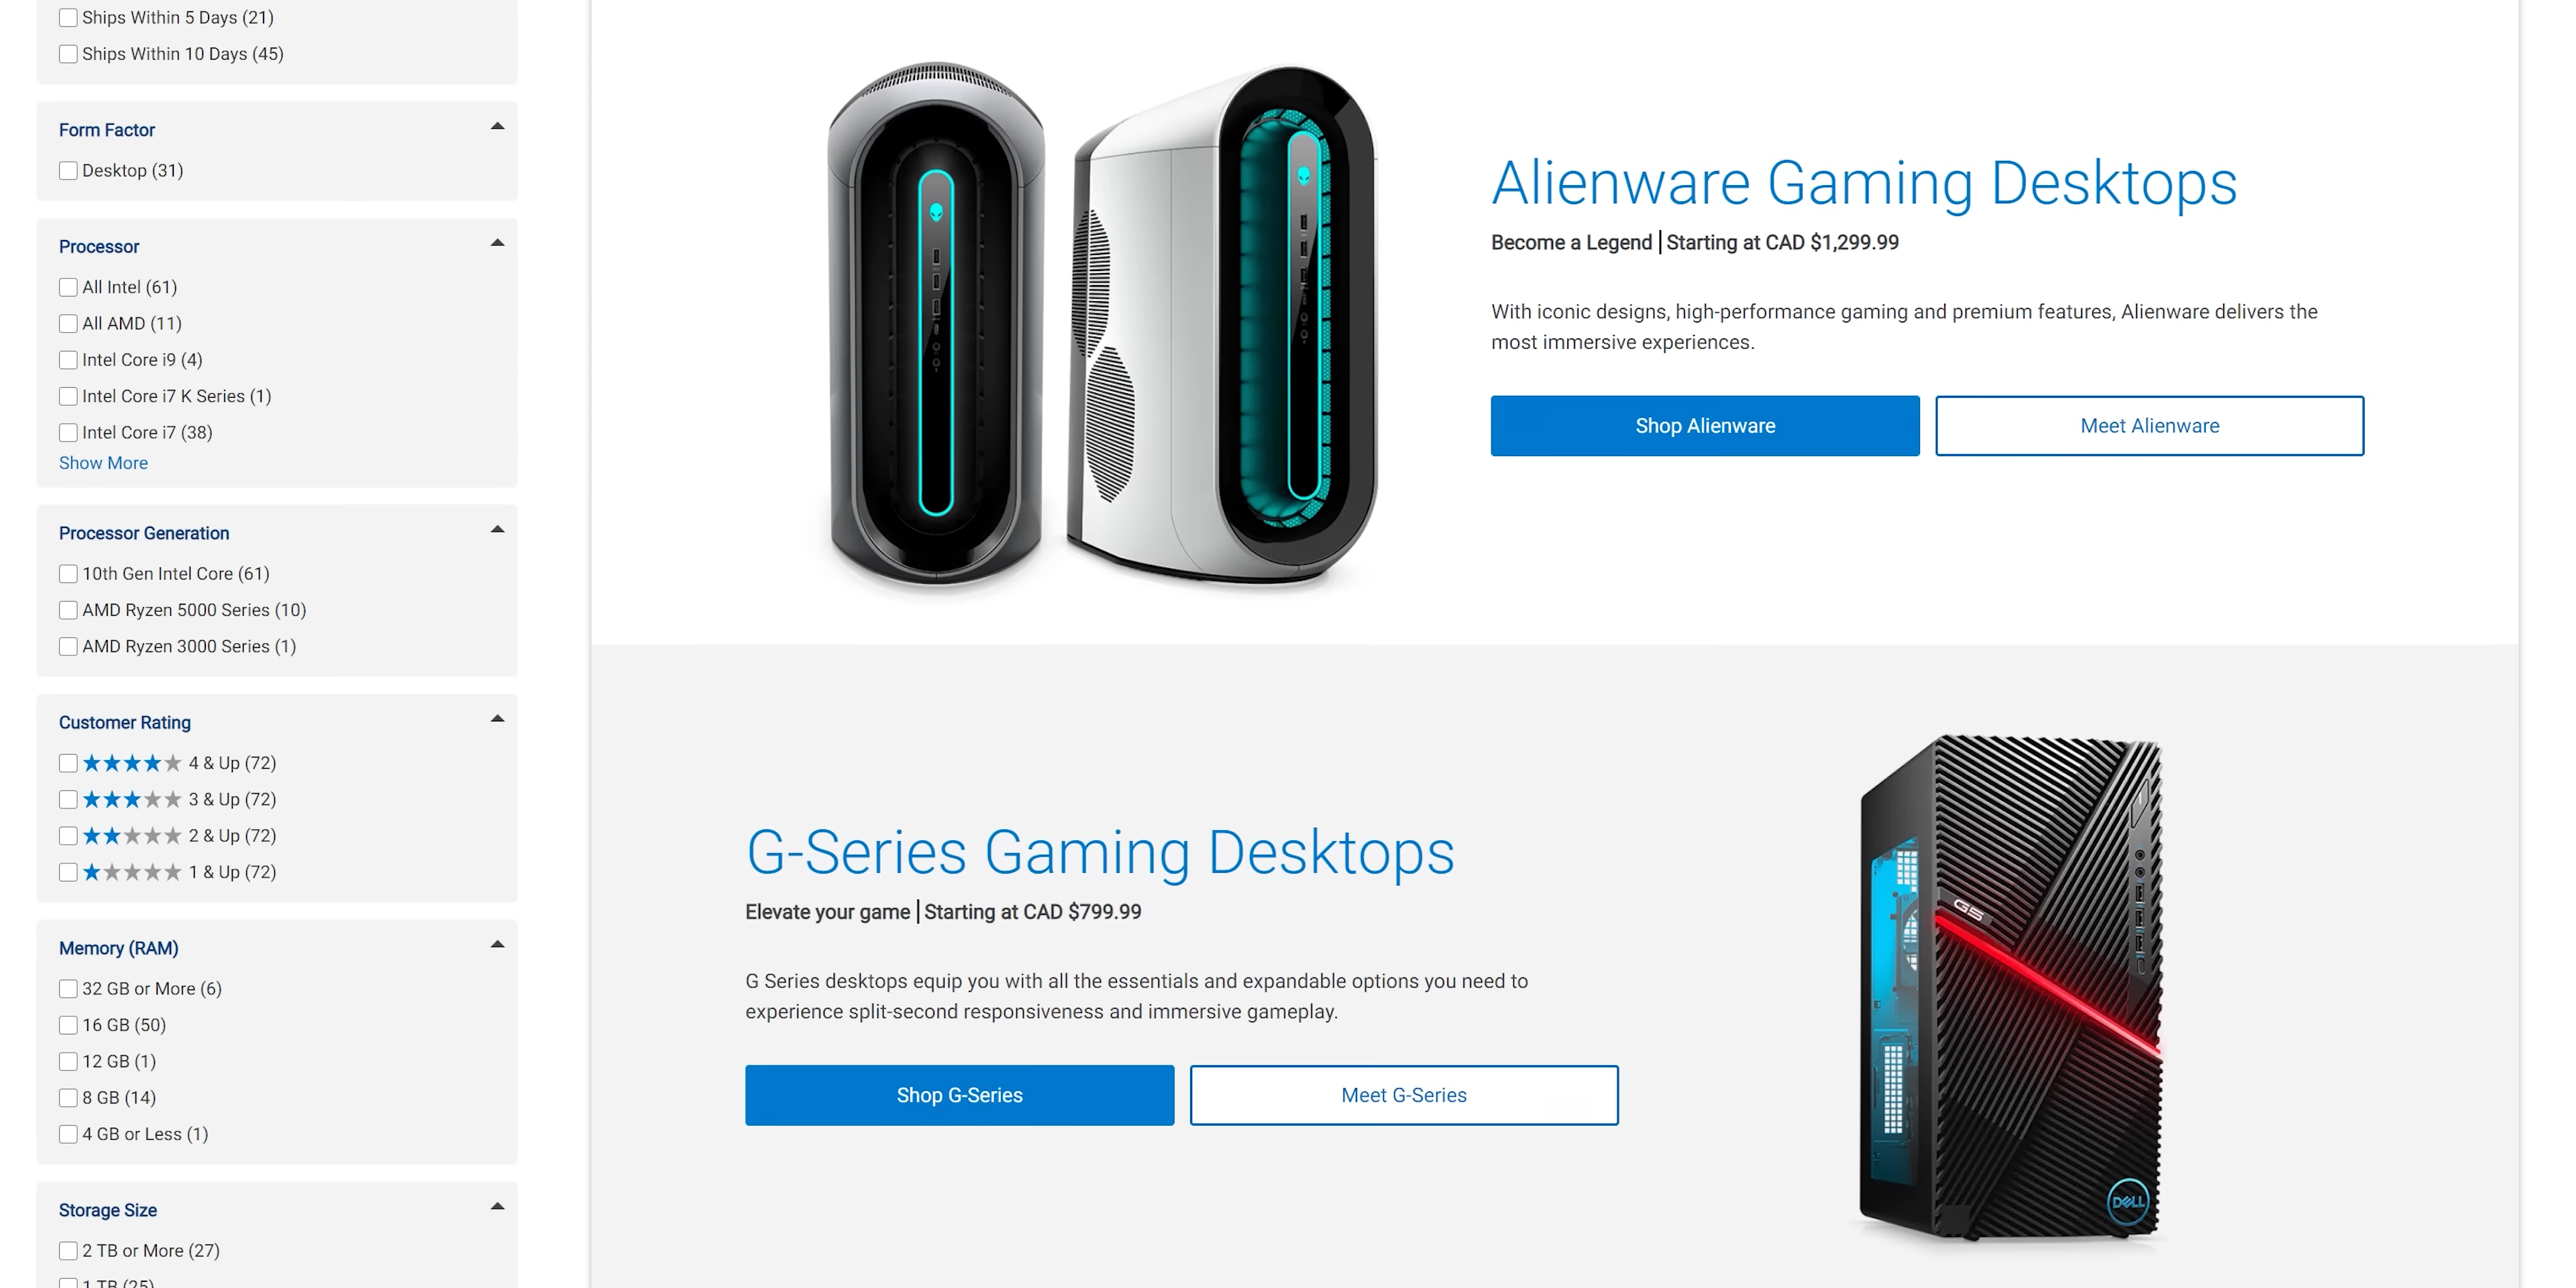 Ships Within 5 Days (21)
Ships Within 10 Days (45)
Form Factor
Desktop (31)
Processor
All Intel (61)
All AMD (11)
Intel Core i9 (4)
Intel Core i7 K Series (1)
Intel Core i7 (38)
Show More
Processor Generation
10th Gen Intel Core (61)
AMD Ryzen 5000 Series (10)
AMD Ryzen 3000 Series (1)
Customer Rating
4 & Up (72)
3 & Up (72)
2 & Up (72)
1 & Up (72)
Memory (RAM)
32 GB or More (6)
16 GB (50)
12 GB (1)
8 GB (14)
4 GB or Less (1)
Storage Size
2 TB or More (27)
1 TB (25)
Alienware Gaming Desktops
Become a Legend | Starting at CAD $1,299.99
With iconic designs, high-performance gaming and premium features, Alienware delivers the
most immersive experiences.
Shop Alienware
Meet Alienware
G-Series Gaming Desktops
Elevate your game | Starting at CAD $799.99
G Series desktops equip you with all the essentials and expandable options you need to
experience split-second responsiveness and immersive gameplay.
Shop G-Series
Meet G-Series
G5
DELL